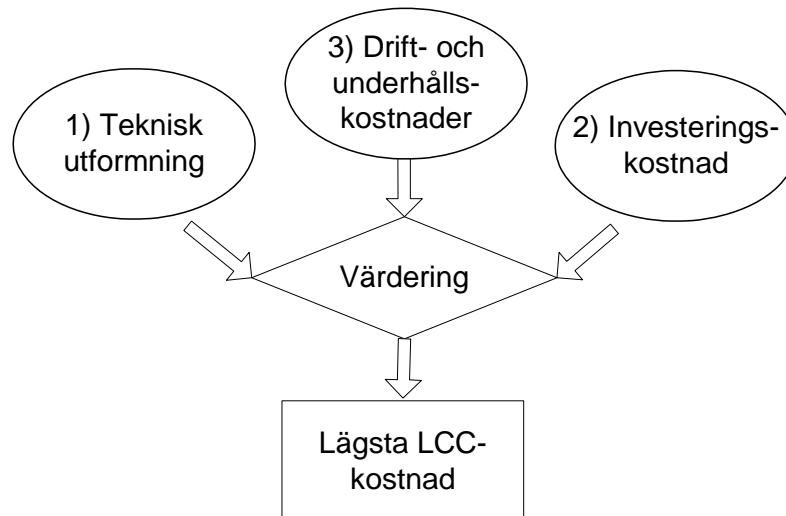 1) Teknisk
utformning
3) Drift- och
underhålls-
kostnader
2) Investerings-
kostnad
Värdering
Lägsta LCC-
kostnad